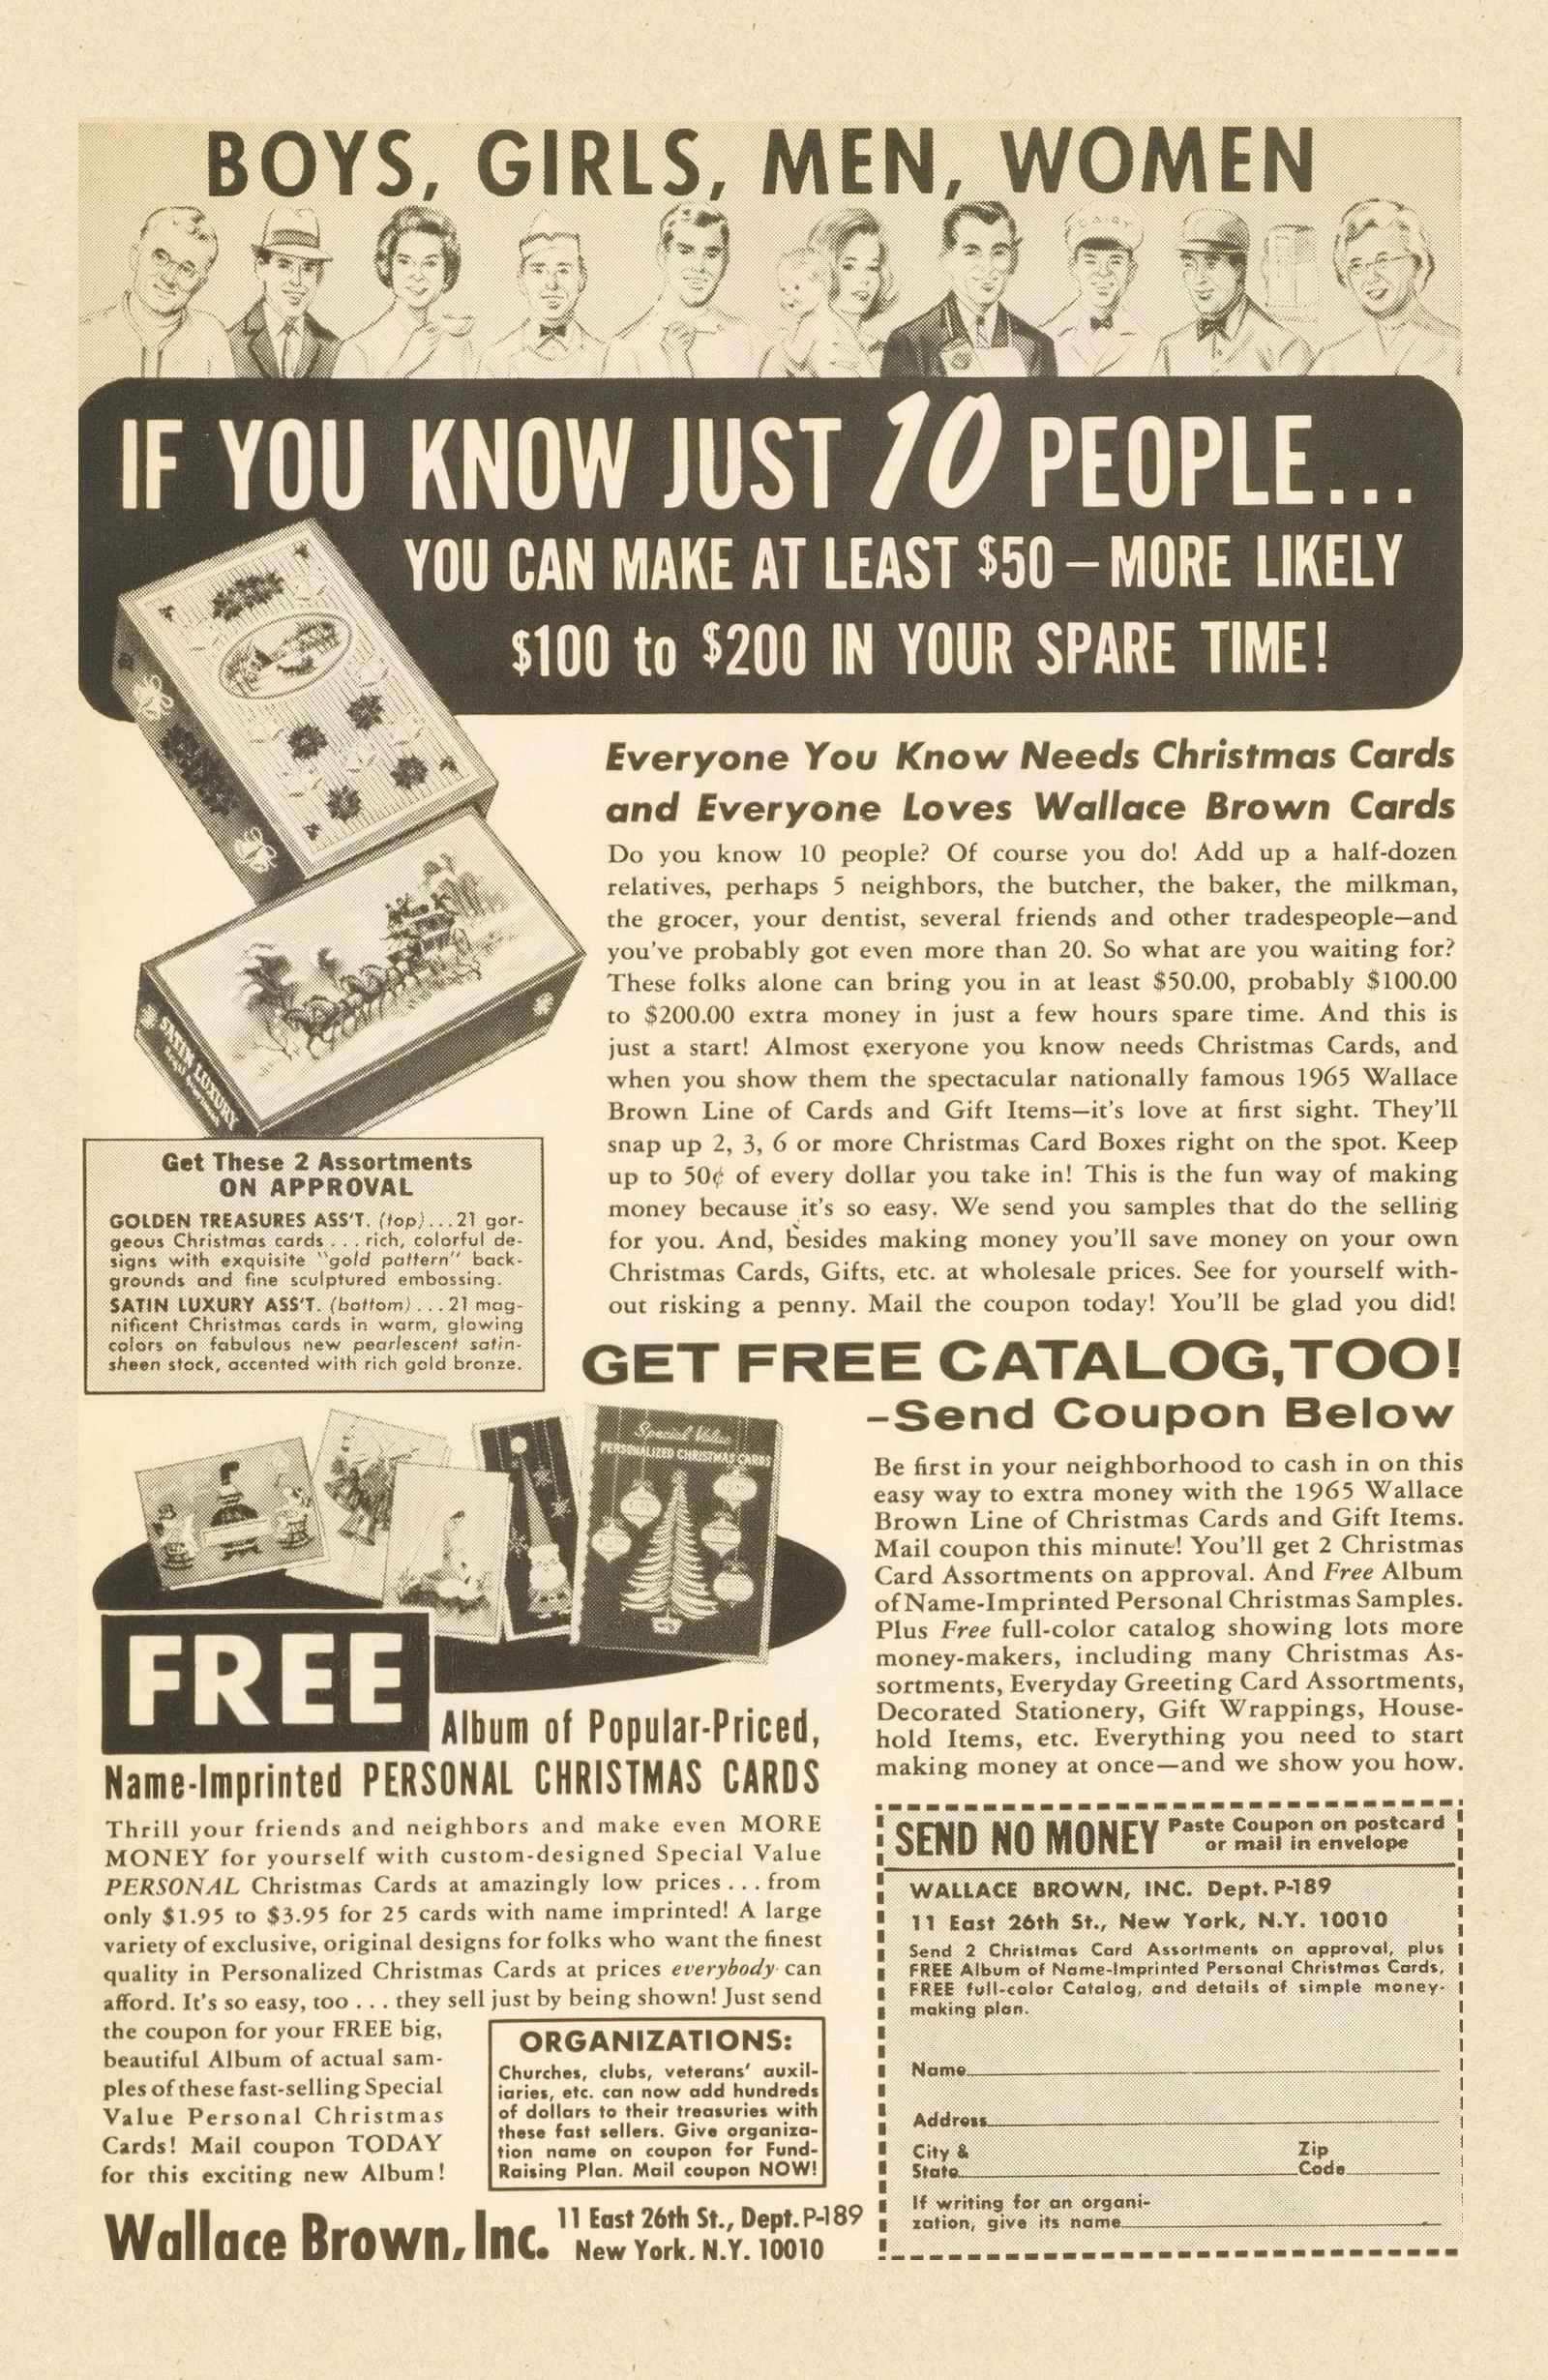 BOYS, GIRLS, MEN, WOMEN
IF YOU KNOW JUST 10 PEOPLE...
YOU CAN MAKE AT LEAST $50 – MORE LIKELY
$100 to $200 IN YOUR SPARE TIME!
SATIN LUXURY
Everyone You Know Needs Christmas Cards
and Everyone Loves Wallace Brown Cards
Do you know 10 people? Of course you do! Add up a half-dozen
relatives, perhaps 5 neighbors, the butcher, the baker, the milkman,
the grocer, your dentist, several friends and other tradespeople—and
you've probably got even more than 20. So what are you waiting for?
These folks alone can bring you in at least $50.00, probably $100.00
to $200.00 extra money in just a few hours spare time. And this is
just a start! Almost exeryone you know needs Christmas Cards, and
when you show them the spectacular nationally famous 1965 Wallace
Brown Line of Cards and Gift Items—it's love at first sight. They'll
snap up 2, 3, 6 or more Christmas Card Boxes right on the spot. Keep
up to 50¢ of every dollar you take in! This is the fun way of making
money because it's so easy. We send you samples that do the selling
for you. And, besides making money you'll save money on your own
Christmas Cards, Gifts, etc. at wholesale prices. See for yourself with-
out risking a penny. Mail the coupon today! You'll be glad you did!
Get These 2 Assortments
ON APPROVAL
GOLDEN TREASURES ASS'T. (top)...21 gor-
geous Christmas cards . . . rich, colorful de-
signs with exquisite "gold pattern" back-
grounds and fine sculptured embossing.
SATIN LUXURY ASS'T. (bottom) . . . 21 mag-
nificent Christmas cards in warm, glowing
colors on fabulous new pearlescent satin-
sheen stock, accented with rich gold bronze.
GET FREE CATALOG, TOO!
–Send Coupon Below
Be first in your neighborhood to cash in on this
easy way to extra money with the 1965 Wallace
Brown Line of Christmas Cards and Gift Items.
Mail coupon this minute! You'll get 2 Christmas
Card Assortments on approval. And Free Album
of Name-Imprinted Personal Christmas Samples.
Plus Free full-color catalog showing lots more
money-makers, including many Christmas As-
sortments, Everyday Greeting Card Assortments,
Decorated Stationery, Gift Wrappings, House-
hold Items, etc. Everything you need to start
making money at once—and we show you how.
Special Value
PERSONALIZED CHRISTMAS CARDS
FREE
Album of Popular-Priced,
Name-Imprinted PERSONAL CHRISTMAS CARDS
Thrill your friends and neighbors and make even MORE
MONEY for yourself with custom-designed Special Value
PERSONAL Christmas Cards at amazingly low prices . . . from
only $1.95 to $3.95 for 25 cards with name imprinted! A large
variety of exclusive, original designs for folks who want the finest
quality in Personalized Christmas Cards at prices everybody can
afford. It's so easy, too . . . they sell just by being shown! Just send
the coupon for your FREE big,
beautiful Album of actual sam-
ples of these fast-selling Special
Value Personal Christmas
Cards! Mail coupon TODAY
for this exciting new Album!
ORGANIZATIONS:
Churches, clubs, veterans' auxil-
iaries, etc. can now add hundreds
of dollars to their treasuries with
these fast sellers. Give organiza-
tion name on coupon for Fund-
Raising Plan. Mail coupon NOW!
Wallace Brown, Inc.
11 East 26th St., Dept. P-189
New York, N.Y. 10010
SEND NO MONEY Paste Coupon on postcard
or mail in envelope
WALLACE BROWN, INC. Dept. P-189
11 East 26th St., New York, N.Y. 10010
Send 2 Christmas Card Assortments on approval, plus
FREE Album of Name-Imprinted Personal Christmas Cards,
FREE full-color Catalog, and details of simple money-
making plan.
Name
Address
City &
State
Zip
Code
If writing for an organi-
zation, give its name